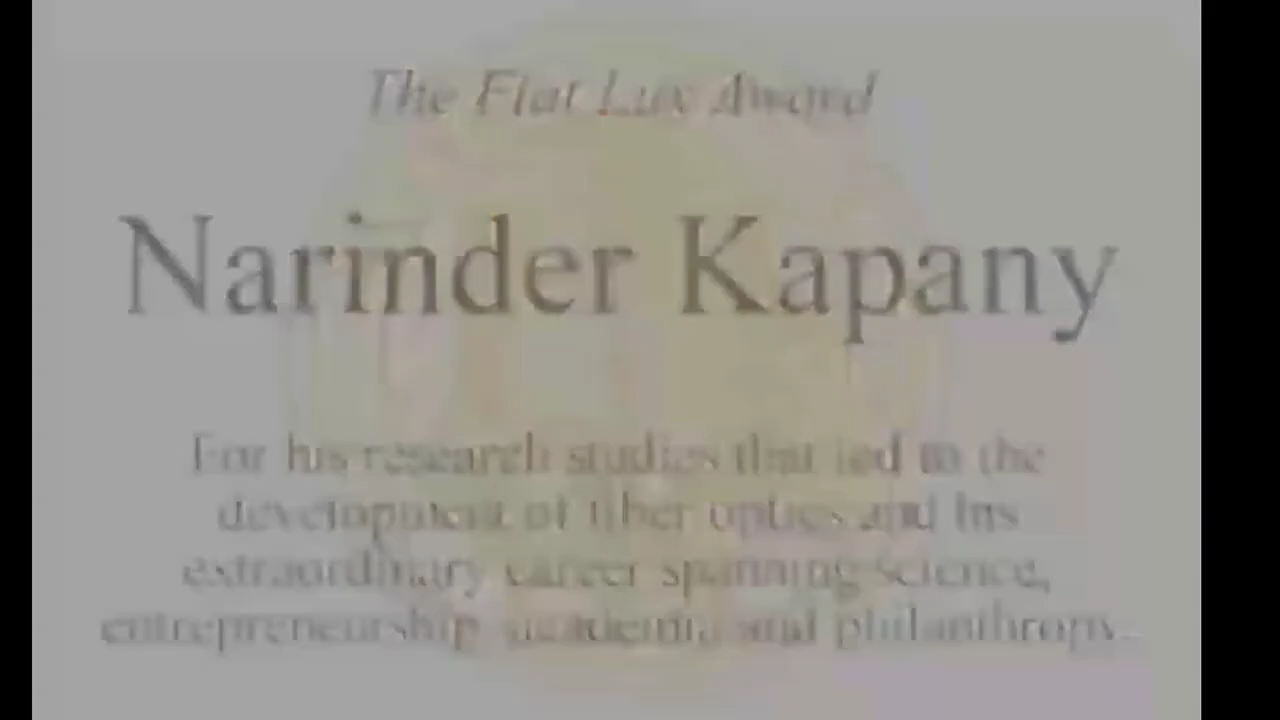 The Fiat Lux Award
Narinder Kapany
For his research studies that led to the
development of fiber optics and his
extraordinary career spanning science,
entrepreneurship, academia and philanthropy.